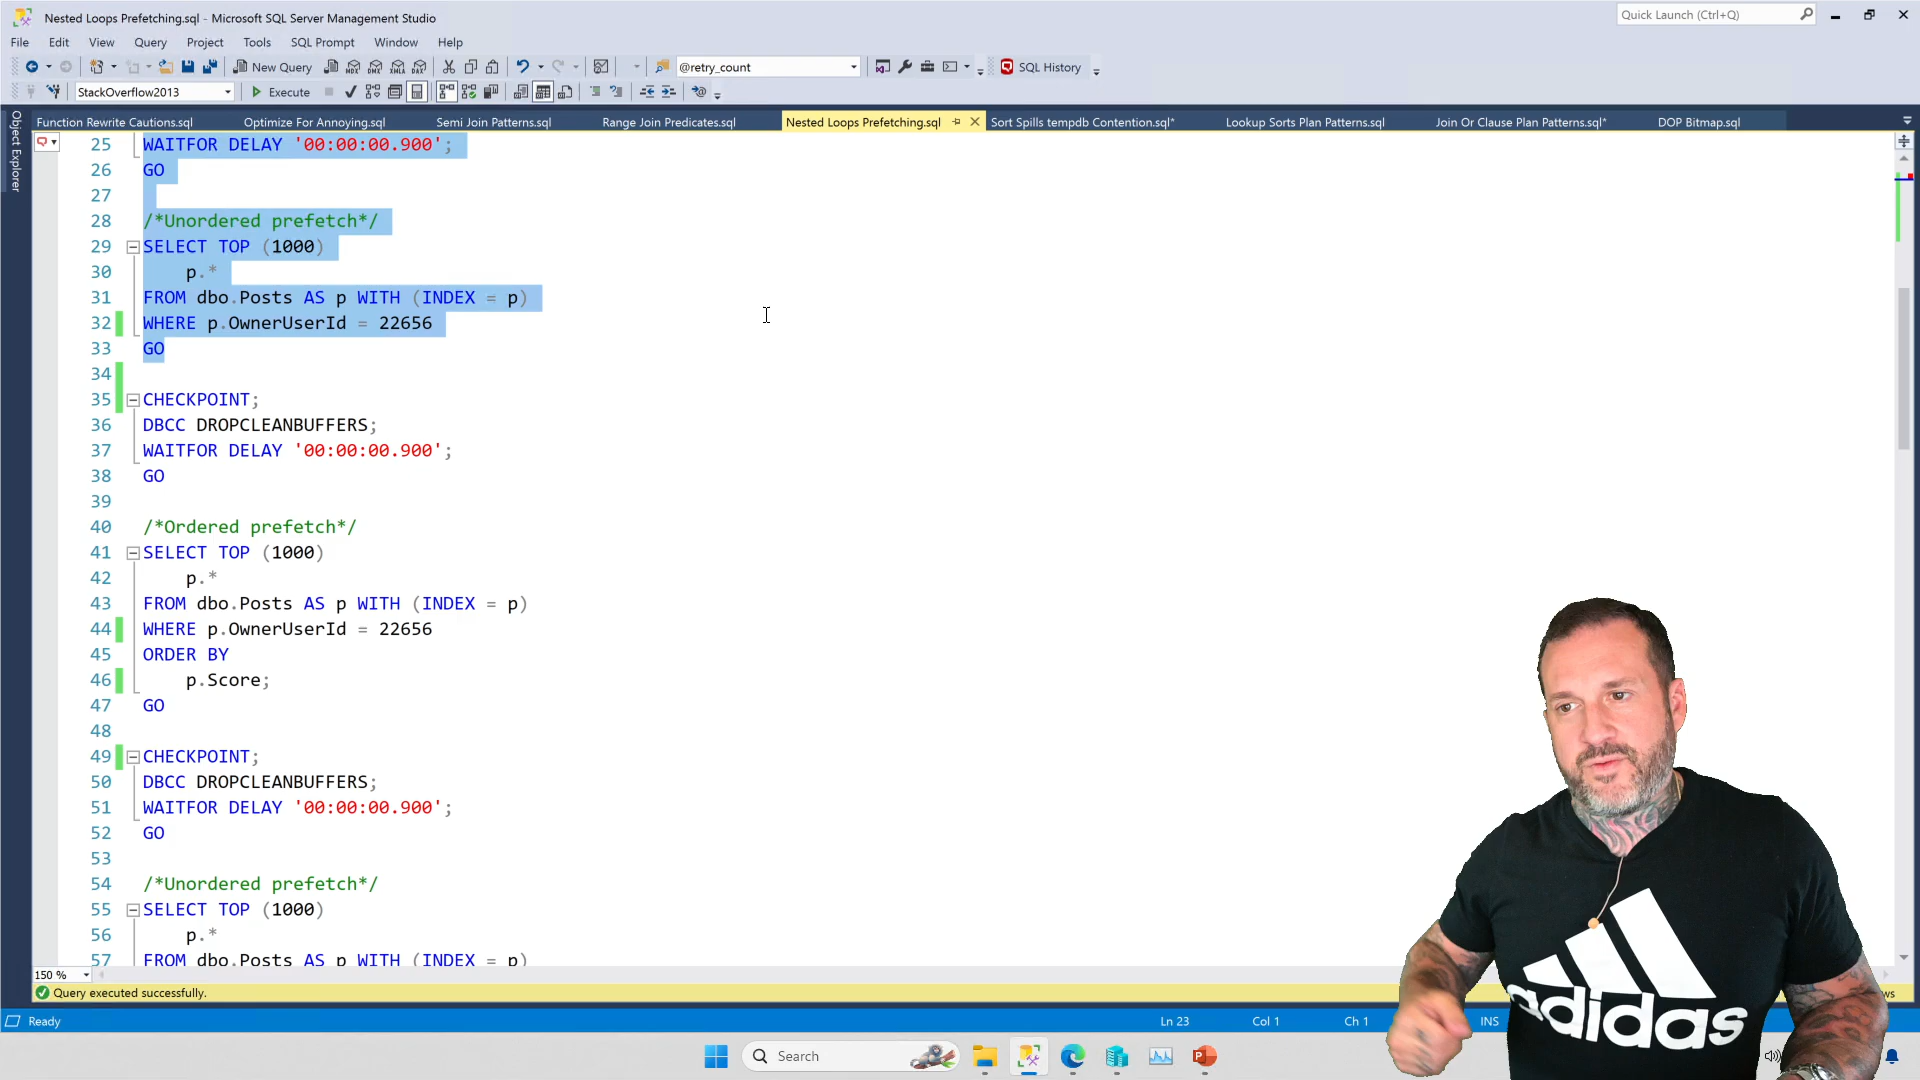 Nested Loops Prefetching.sql - Microsoft SQL Server Management Studio
Quick Launch (Ctrl+Q)
File Edit View Query Project Tools SQL Prompt Window Help
New Query @retry_count SQL History
StackOverflow2013 Execute
Function Rewrite Cautions.sql Optimize For Annoying.sql Semi Join Patterns.sql Range Join Predicates.sql Nested Loops Prefetching.sql Sort Spills tempdb Contention.sql* Lookup Sorts Plan Patterns.sql Join Or Clause Plan Patterns.sql* DOP Bitmap.sql
Object Explorer
25 WAITFOR DELAY '00:00:00.900';
26 GO
27
28 /*Unordered prefetch*/
29 SELECT TOP (1000)
30 p.*
31 FROM dbo.Posts AS p WITH (INDEX = p)
32 WHERE p.OwnerUserId = 22656
33 GO
34
35 CHECKPOINT;
36 DBCC DROPCLEANBUFFERS;
37 WAITFOR DELAY '00:00:00.900';
38 GO
39
40 /*Ordered prefetch*/
41 SELECT TOP (1000)
42 p.*
43 FROM dbo.Posts AS p WITH (INDEX = p)
44 WHERE p.OwnerUserId = 22656
45 ORDER BY
46 p.Score;
47 GO
48
49 CHECKPOINT;
50 DBCC DROPCLEANBUFFERS;
51 WAITFOR DELAY '00:00:00.900';
52 GO
53
54 /*Unordered prefetch*/
55 SELECT TOP (1000)
56 p.*
57 FROM dbo.Posts AS p WITH (INDEX = p)
150 %
Query executed successfully.
Ready Ln 23 Col 1 Ch 1 INS
Search
adidas